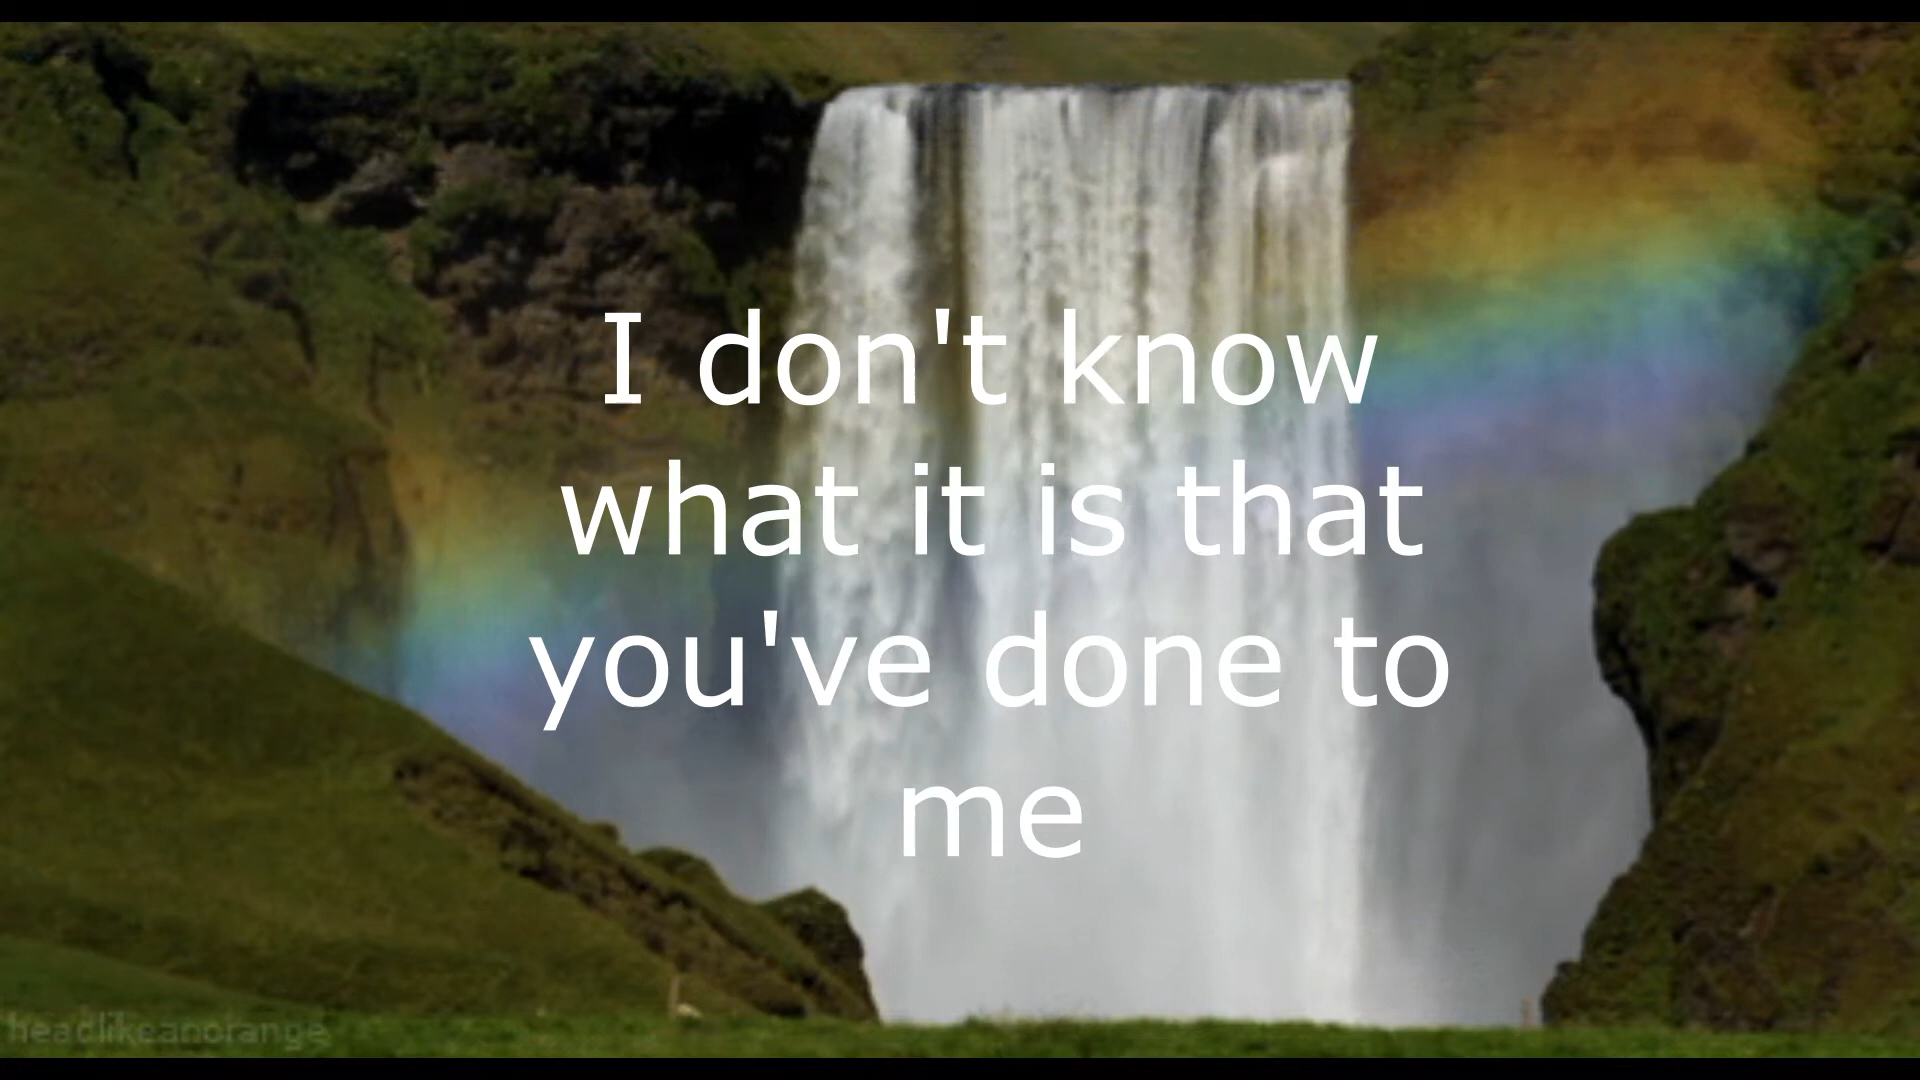 I don't know
what it is that
you've done to
me
headlikeanorange